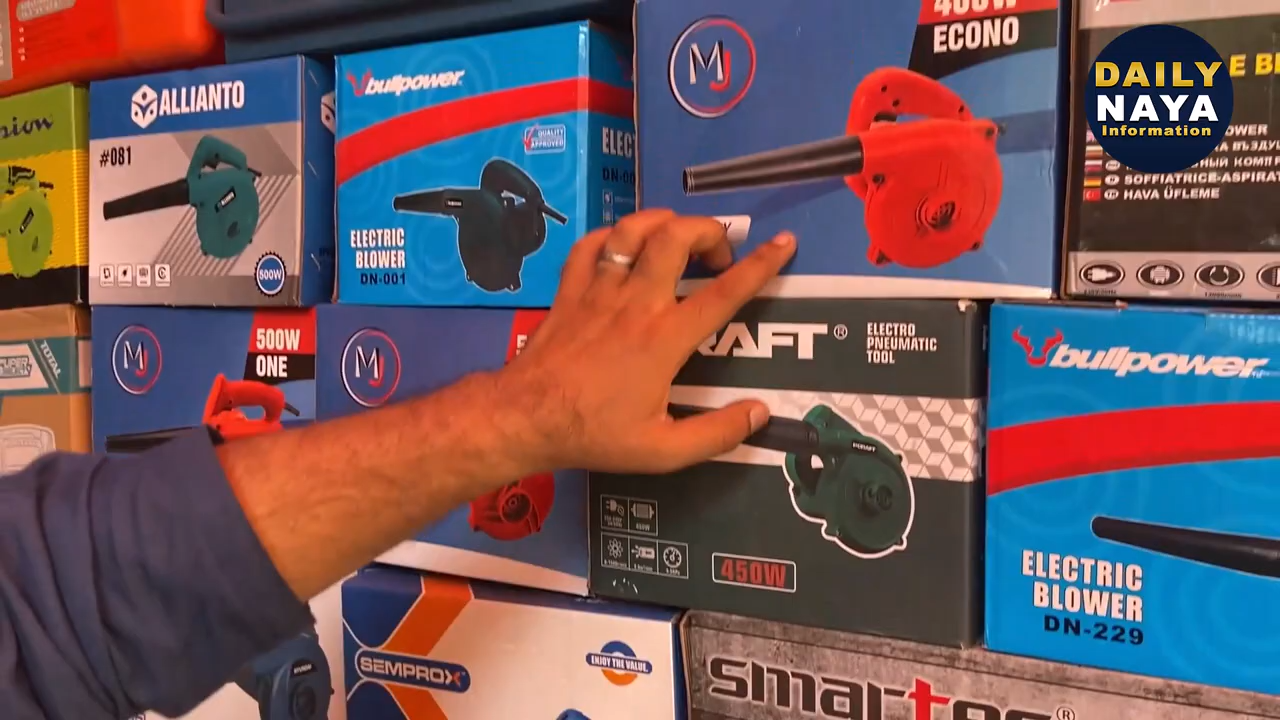 ALLIANTO
#081
500W
bullpower
QUALITY
APPROVED
ELECTRIC
BLOWER
DN-001
MJ
400W
ECONO
DAILY
NAYA
Information
SOFFIATRICE-ASPIRAT
HAVA ÜFLEME
MJ
500W
ONE
MJ
RAFT®
ELECTRO
PNEUMATIC
TOOL
450W
bullpower
ELECTRIC
BLOWER
DN-229
TOTAL
SEMPROX
ENJOY THE VALUE.
smartec®